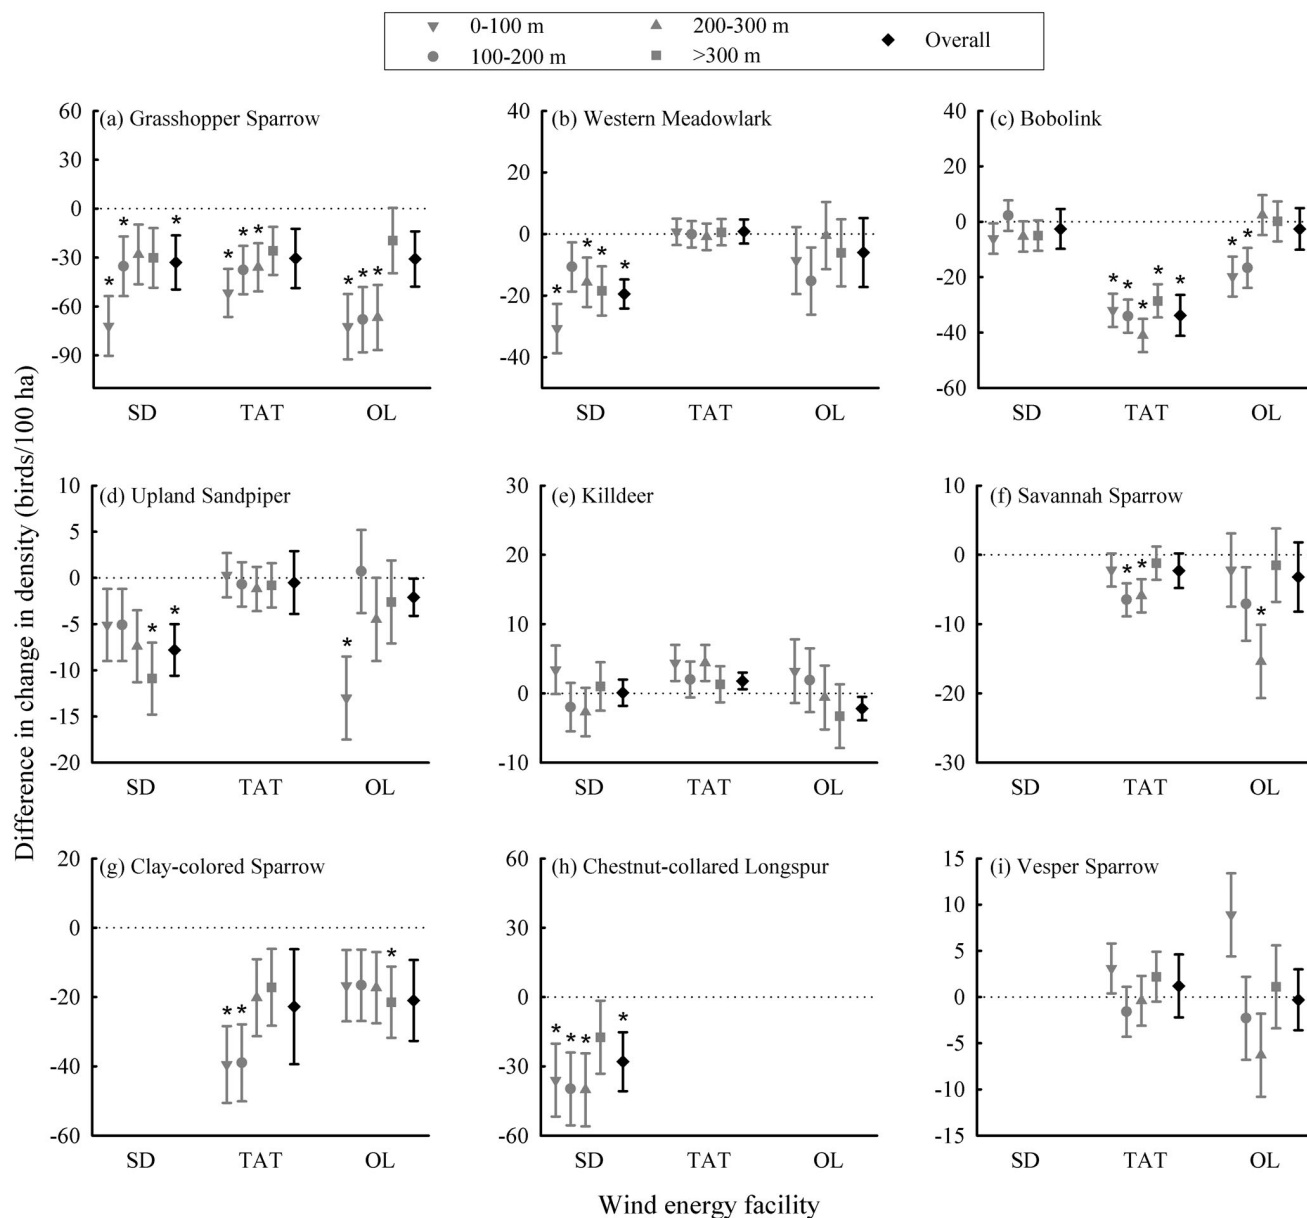 0-100 m
200-300 m
Overall
100-200 m
>300 m
Difference in change in density (birds/100 ha)
(a) Grasshopper Sparrow
60
30
0
-30
-60
-90
* * * * * * * * *
SD TAT OL
(b) Western Meadowlark
40
20
0
-20
-40
* * * *
SD TAT OL
(c) Bobolink
40
20
0
-20
-40
-60
* * * * * * *
SD TAT OL
(d) Upland Sandpiper
10
5
0
-5
-10
-15
-20
* * *
SD TAT OL
(e) Killdeer
30
20
10
0
-10
SD TAT OL
(f) Savannah Sparrow
10
0
-10
-20
-30
* * *
SD TAT OL
(g) Clay-colored Sparrow
20
0
-20
-40
-60
* * *
SD TAT OL
(h) Chestnut-collared Longspur
60
30
0
-30
-60
* * * *
SD TAT OL
(i) Vesper Sparrow
15
10
5
0
-5
-10
-15
SD TAT OL
Wind energy facility